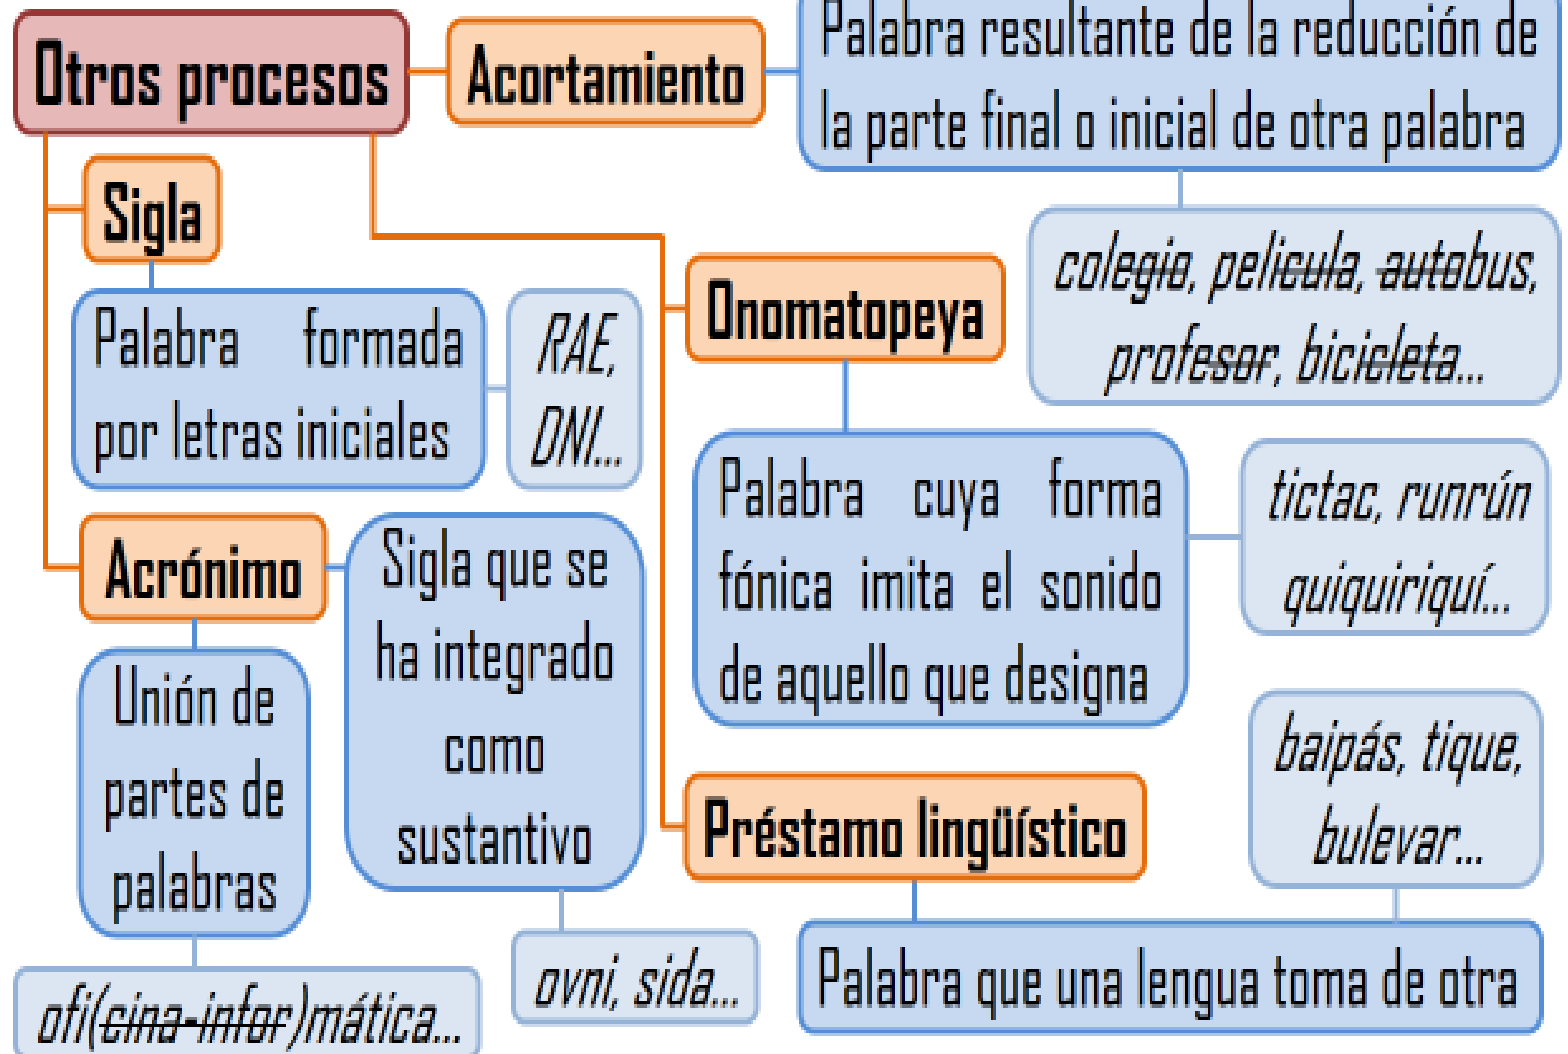 Otros procesos
Acortamiento
Palabra resultante de la reducción de
la parte final o inicial de otra palabra
colegio, pelicula, autobus,
profesor, bicicleta...
Sigla
Palabra formada
por letras iniciales
RAE,
DNI...
Onomatopeya
Palabra cuya forma
fónica imita el sonido
de aquello que designa
tictac, runrún
quiquiriquí...
Acrónimo
Sigla que se
ha integrado
como
sustantivo
ovni, sida...
Unión de
partes de
palabras
ofi(cina-infor)mática...
Préstamo lingüístico
Palabra que una lengua toma de otra
baipás, tique,
bulevar...